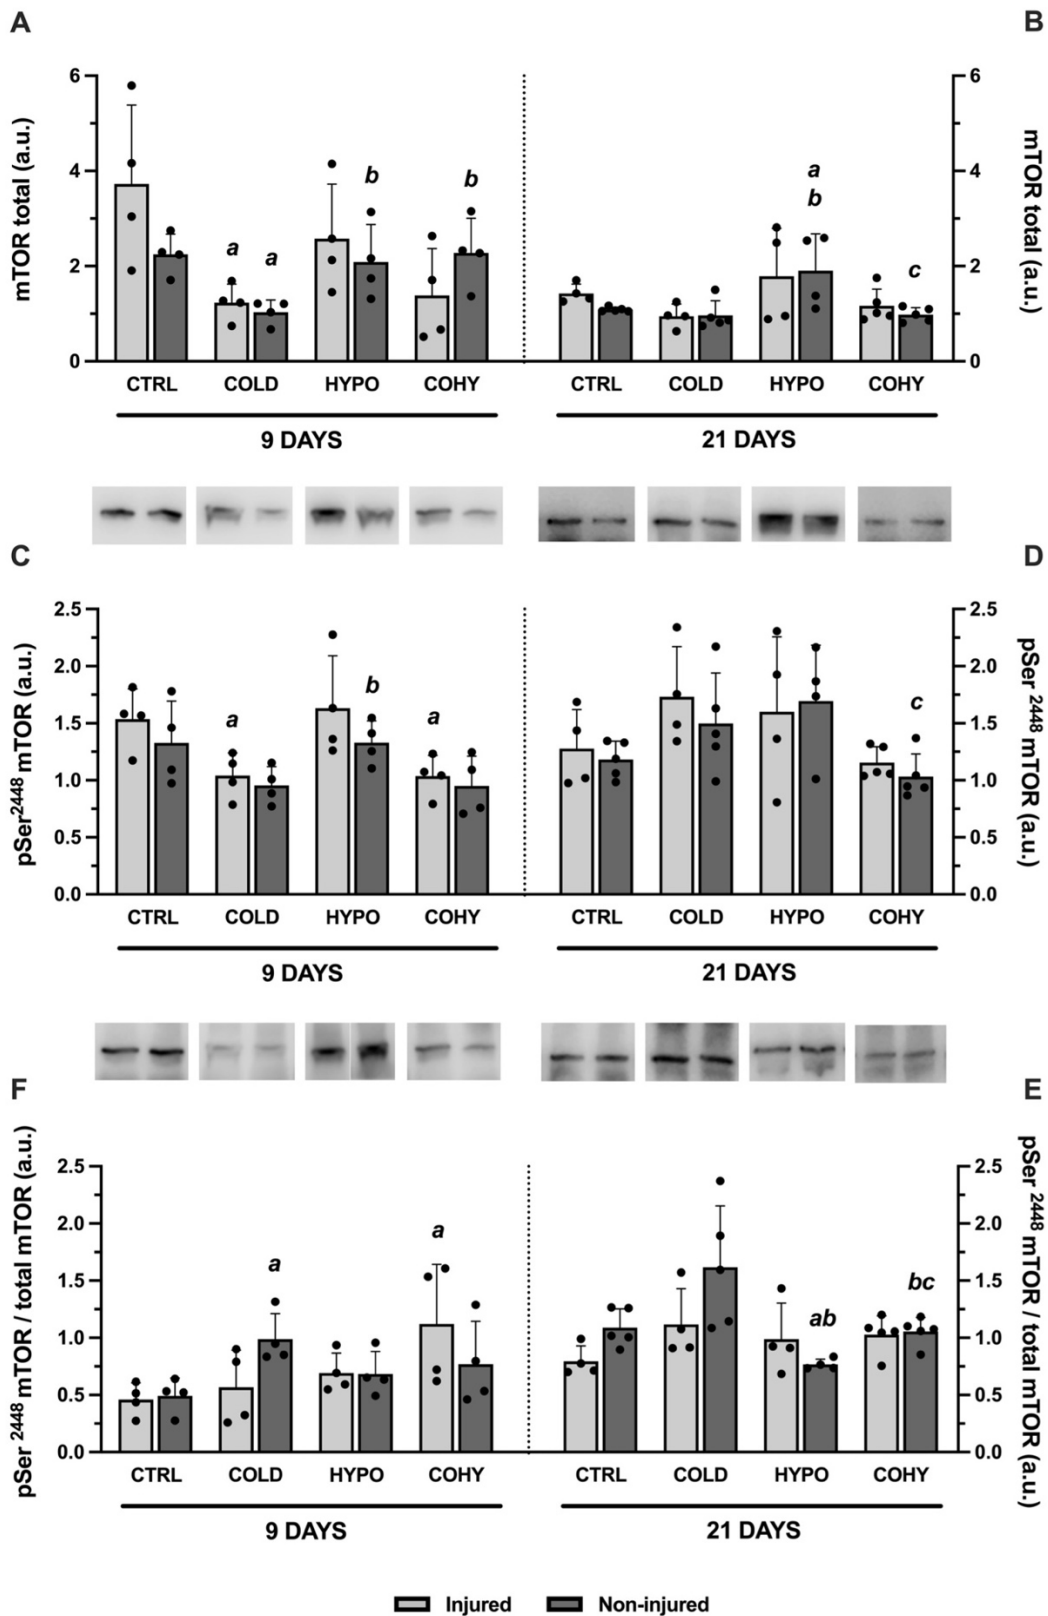 A
B
mTOR total (a.u.)
6
4
2
0
a
a
b
b
a
b
c
6
4
2
0
mTOR total (a.u.)
CTRL COLD HYPO COHY CTRL COLD HYPO COHY
9 DAYS 21 DAYS
C
D
pSer2448 mTOR (a.u.)
2.5
2.0
1.5
1.0
0.5
0.0
a
b
a
c
2.5
2.0
1.5
1.0
0.5
0.0
pSer 2448 mTOR (a.u.)
CTRL COLD HYPO COHY CTRL COLD HYPO COHY
9 DAYS 21 DAYS
F
E
pSer 2448 mTOR / total mTOR (a.u.)
2.5
2.0
1.5
1.0
0.5
0.0
a
a
ab
bc
2.5
2.0
1.5
1.0
0.5
0.0
pSer 2448 mTOR / total mTOR (a.u.)
CTRL COLD HYPO COHY CTRL COLD HYPO COHY
9 DAYS 21 DAYS
Injured Non-injured